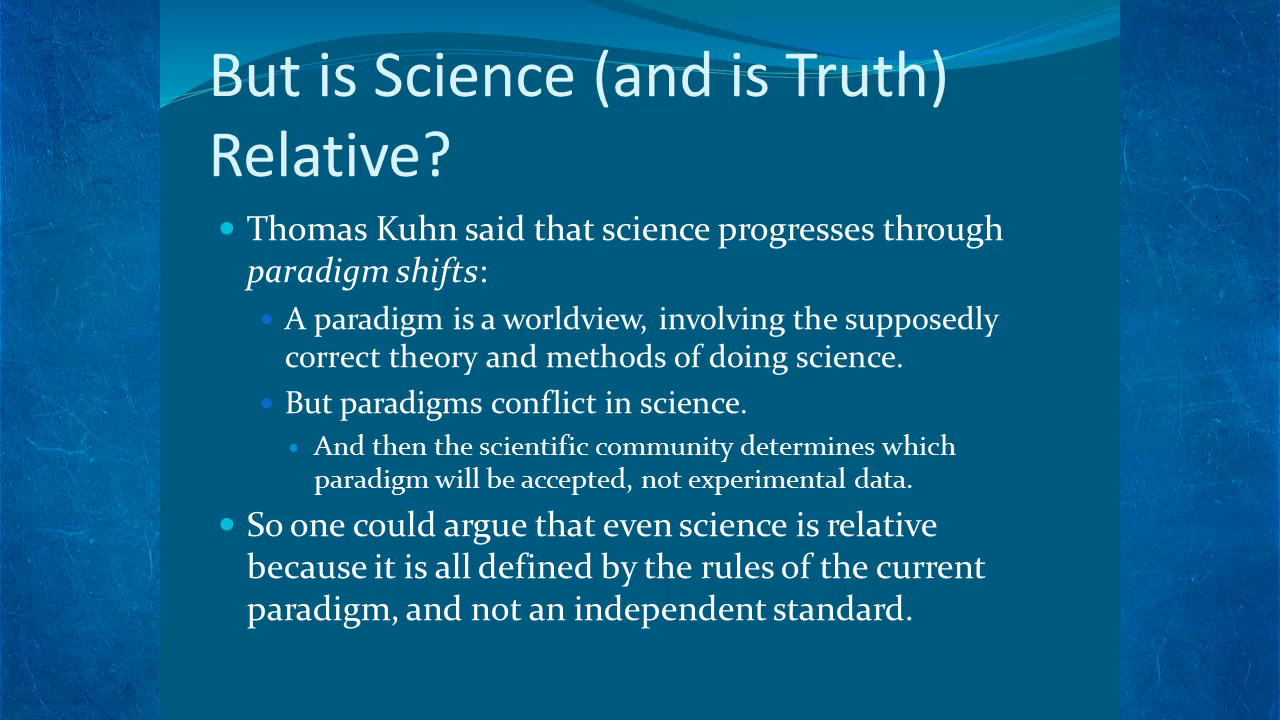 But is Science (and is Truth)
Relative?
Thomas Kuhn said that science progresses through
paradigm shifts:
A paradigm is a worldview, involving the supposedly
correct theory and methods of doing science.
But paradigms conflict in science.
And then the scientific community determines which
paradigm will be accepted, not experimental data.
So one could argue that even science is relative
because it is all defined by the rules of the current
paradigm, and not an independent standard.